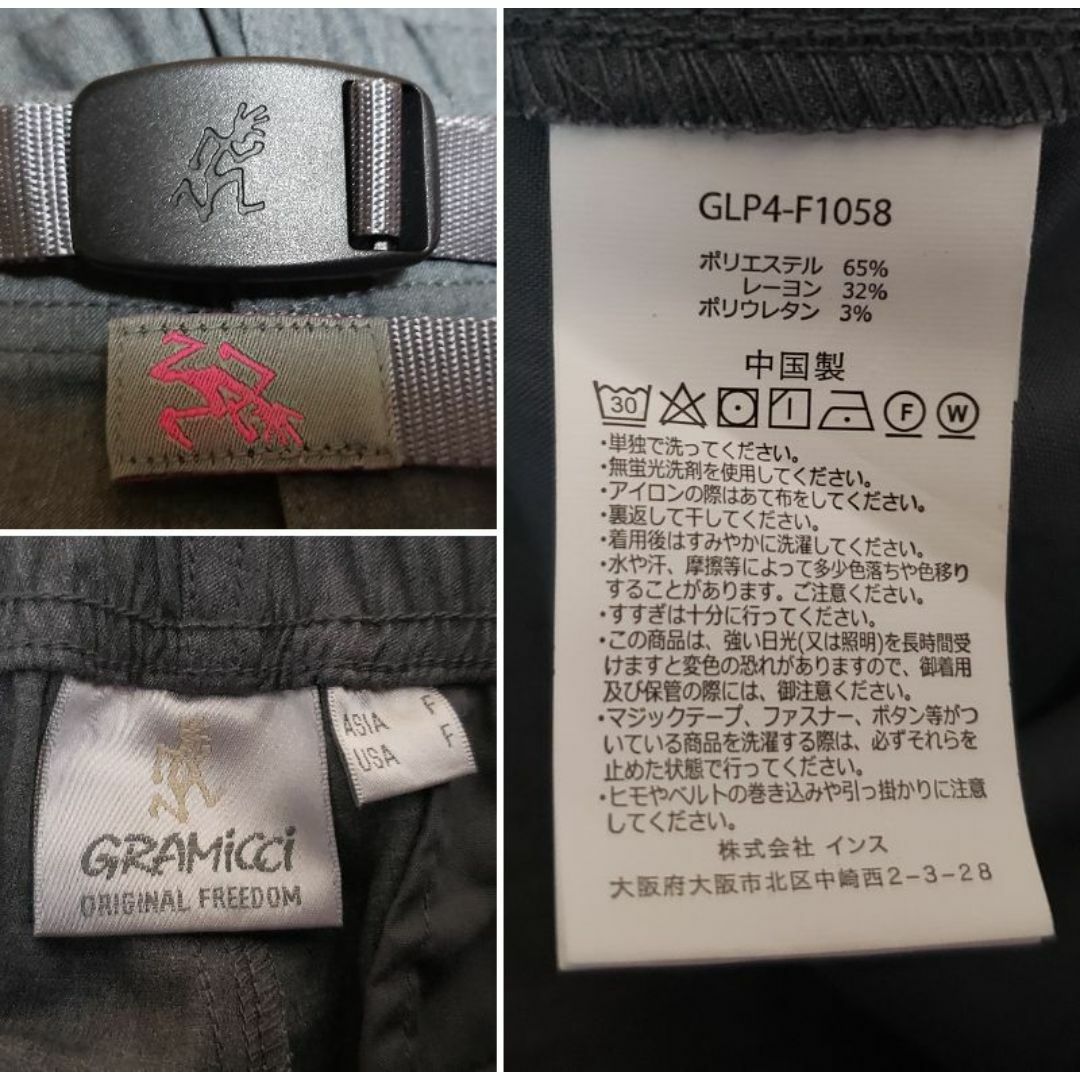 GRAMiCCi
ORIGINAL FREEDOM
ASIA F
USA F
GLP4-F1058
ポリエステル 65%
レーヨン 32%
ポリウレタン 3%
中国製
30 F W
・単独で洗ってください。
・無蛍光洗剤を使用してください。
・アイロンの際はあて布をしてください。
・裏返して干してください。
・着用後はすみやかに洗濯してください。
・水や汗、摩擦等によって多少色落ちや色移り
することがあります。ご注意ください。
・すすぎは十分に行ってください。
・この商品は、強い日光(又は照明)を長時間受
けますと変色の恐れがありますので、御着用
及び保管の際には、御注意ください。
・マジックテープ、ファスナー、ボタン等がつ
いている商品を洗濯する際は、必ずそれらを
止めた状態で行ってください。
・ヒモやベルトの巻き込みや引っ掛かりに注意
してください。
株式会社 インス
大阪府大阪市北区中崎西2-3-28